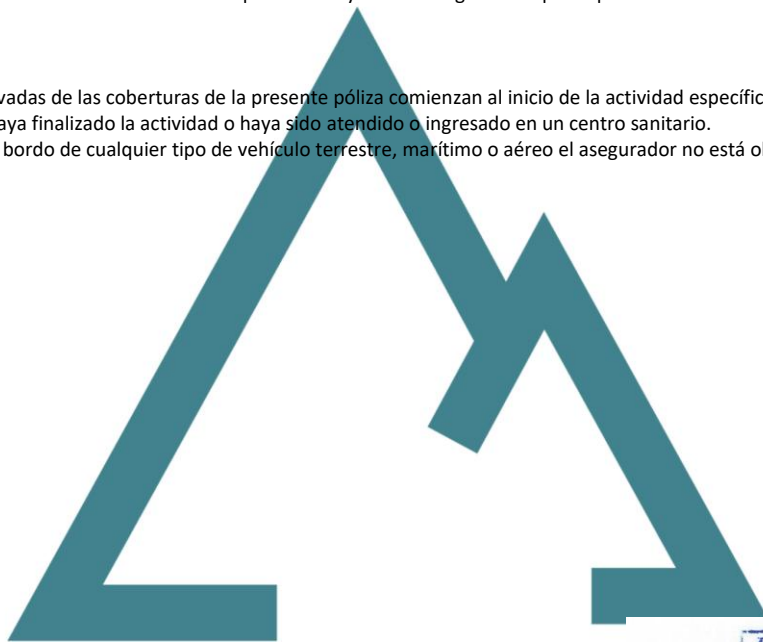 vadas de las coberturas de la presente póliza comienzan al inicio de la actividad específic
aya finalizado la actividad o haya sido atendido o ingresado en un centro sanitario.
bordo de cualquier tipo de vehículo terrestre, marítimo o aéreo el asegurador no está